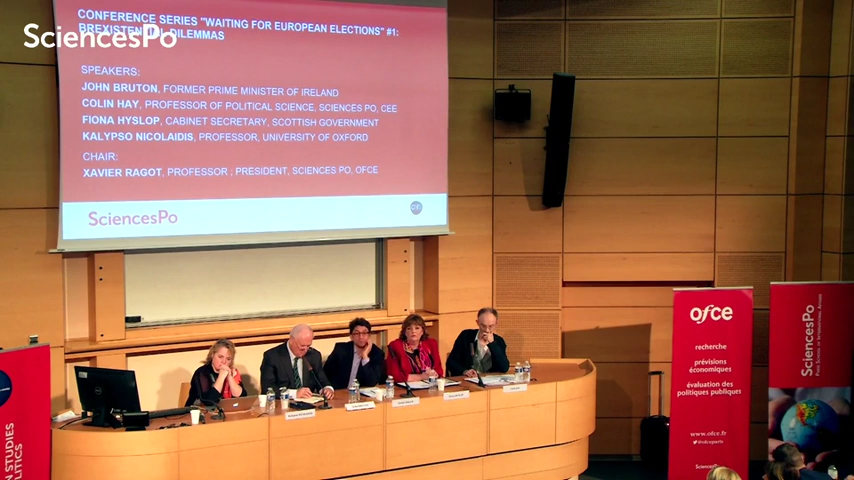 CONFERENCE SERIES "WAITING FOR EUROPEAN ELECTIONS" #1:
DILEMMAS
SciencesPo
SPEAKERS:
JOHN BRUTON, FORMER PRIME MINISTER OF IRELAND
COLIN HAY, PROFESSOR OF POLITICAL SCIENCE, SCIENCES PO, CEE
FIONA HYSLOP, CABINET SECRETARY, SCOTTISH GOVERNMENT
KALYPSO NICOLAIDIS, PROFESSOR, UNIVERSITY OF OXFORD
CHAIR:
XAVIER RAGOT, PROFESSOR ; PRESIDENT, SCIENCES PO, OFCE
SciencesPo
ofce
recherche
prévisions
économiques
évaluation des
politiques publiques
www.ofce.fr
SciencesPo
SciencesPo